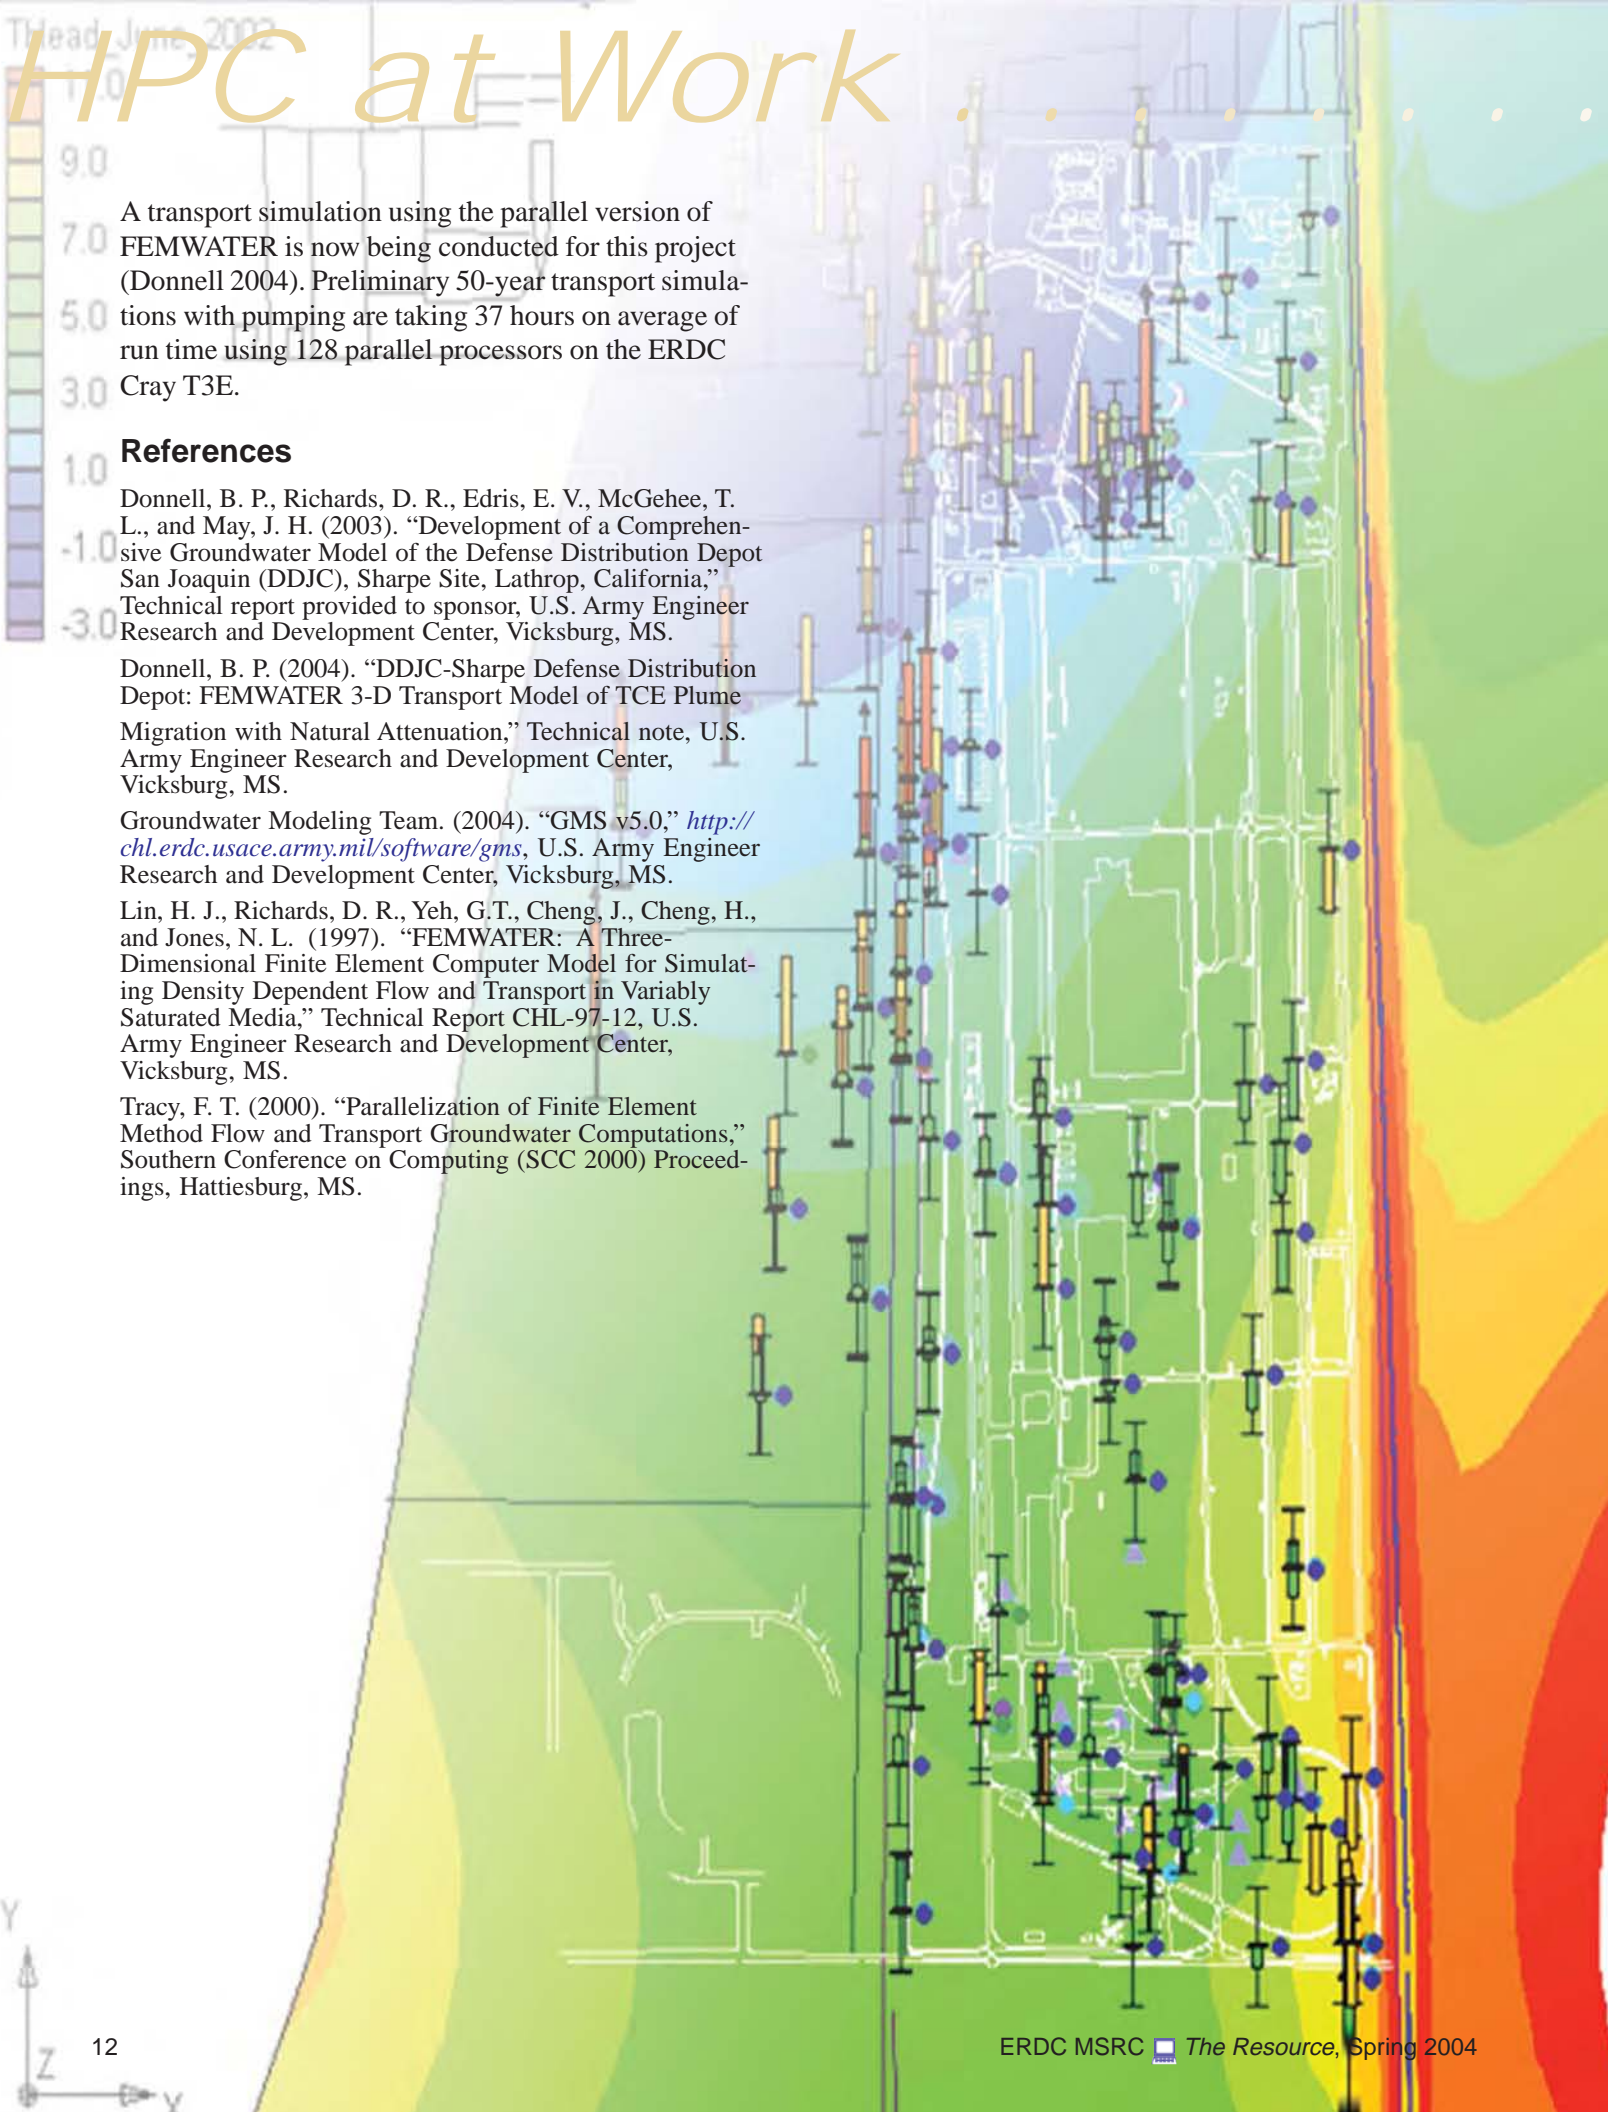 THead June 2002
HPC at Work . . . . . . . .
11.0
9.0
7.0
5.0
3.0
1.0
-1.0
-3.0
A transport simulation using the parallel version of
FEMWATER is now being conducted for this project
(Donnell 2004). Preliminary 50-year transport simula-
tions with pumping are taking 37 hours on average of
run time using 128 parallel processors on the ERDC
Cray T3E.
References
Donnell, B. P., Richards, D. R., Edris, E. V., McGehee, T.
L., and May, J. H. (2003). “Development of a Comprehen-
sive Groundwater Model of the Defense Distribution Depot
San Joaquin (DDJC), Sharpe Site, Lathrop, California,”
Technical report provided to sponsor, U.S. Army Engineer
Research and Development Center, Vicksburg, MS.
Donnell, B. P. (2004). “DDJC-Sharpe Defense Distribution
Depot: FEMWATER 3-D Transport Model of TCE Plume
Migration with Natural Attenuation,” Technical note, U.S.
Army Engineer Research and Development Center,
Vicksburg, MS.
Groundwater Modeling Team. (2004). “GMS v5.0,” http://
chl.erdc.usace.army.mil/software/gms, U.S. Army Engineer
Research and Development Center, Vicksburg, MS.
Lin, H. J., Richards, D. R., Yeh, G.T., Cheng, J., Cheng, H.,
and Jones, N. L. (1997). “FEMWATER: A Three-
Dimensional Finite Element Computer Model for Simulat-
ing Density Dependent Flow and Transport in Variably
Saturated Media,” Technical Report CHL-97-12, U.S.
Army Engineer Research and Development Center,
Vicksburg, MS.
Tracy, F. T. (2000). “Parallelization of Finite Element
Method Flow and Transport Groundwater Computations,”
Southern Conference on Computing (SCC 2000) Proceed-
ings, Hattiesburg, MS.
Y
Z
X
12
ERDC MSRC The Resource, Spring 2004